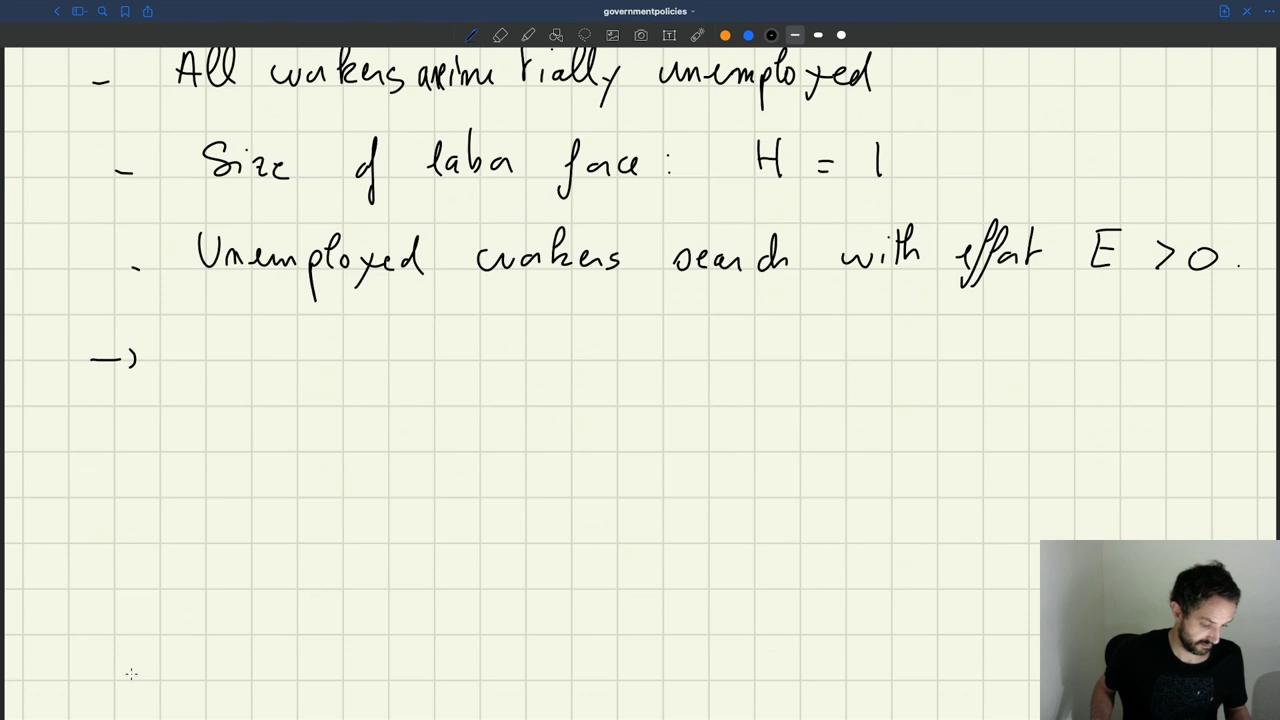 governmentpolicies
- All workers are initially unemployed
- Size of labor force : H = 1
- Unemployed workers search with effort E > 0 .
→